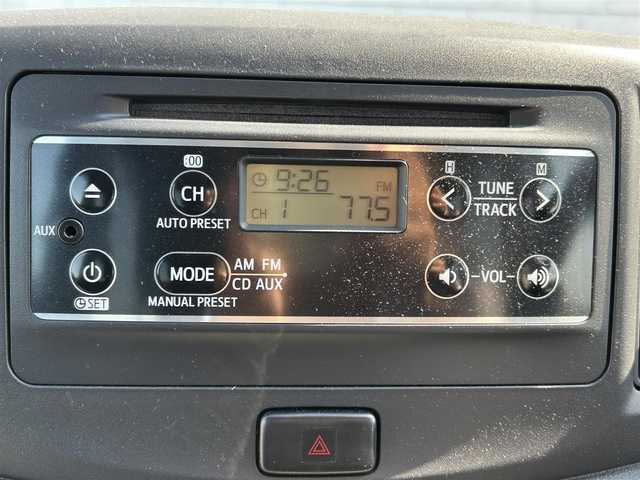 :00
H
M
CH
9:26
FM
CH 1 77.5
TUNE
TRACK
AUX
AUTO PRESET
MODE
AM FM
CD AUX
VOL
SET
MANUAL PRESET